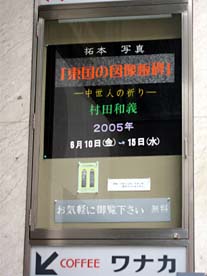 拓本 写真
「東国の図像板碑」
―中世人の祈り―
村田和義
2005年
6月10日(金)→15日(水)
お気軽に御覧下さい 無料
COFFEE ワナカ